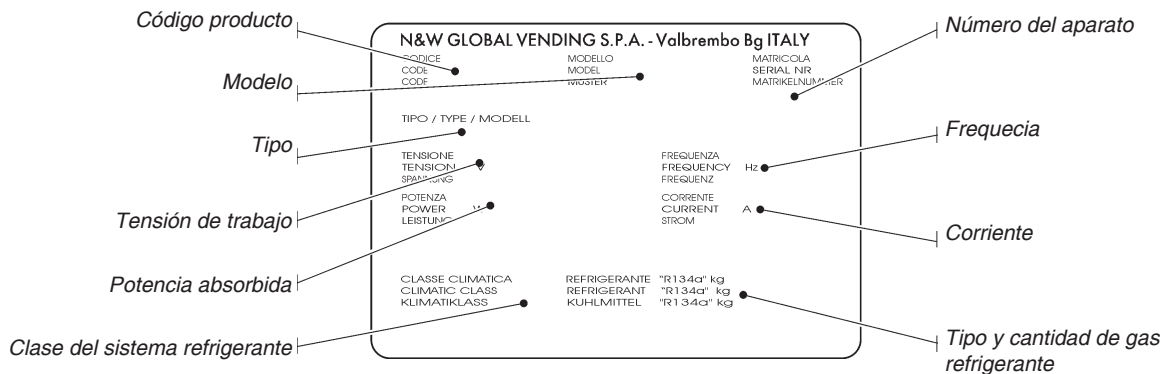 Código producto
Modelo
Tipo
Tensión de trabajo
Potencia absorbida
Clase del sistema refrigerante
N&W GLOBAL VENDING S.P.A. - Valbrembo Bg ITALY
CODICE
CODE
CODE
MODELLO
MODEL
MUSTER
MATRICOLA
SERIAL NR
MATRIKELNUMMER
TIPO / TYPE / MODELL
TENSIONE
TENSION V
SPANNUNG
FREQUENZA
FREQUENCY Hz
FREQUENZ
POTENZA
POWER W
LEISTUNG
CORRENTE
CURRENT A
STROM
CLASSE CLIMATICA
CLIMATIC CLASS
KLIMATIKLASS
REFRIGERANTE "R134a" kg
REFRIGERANT "R134a" kg
KUHLMITTEL "R134a" kg
Número del aparato
Frequecia
Corriente
Tipo y cantidad de gas
refrigerante